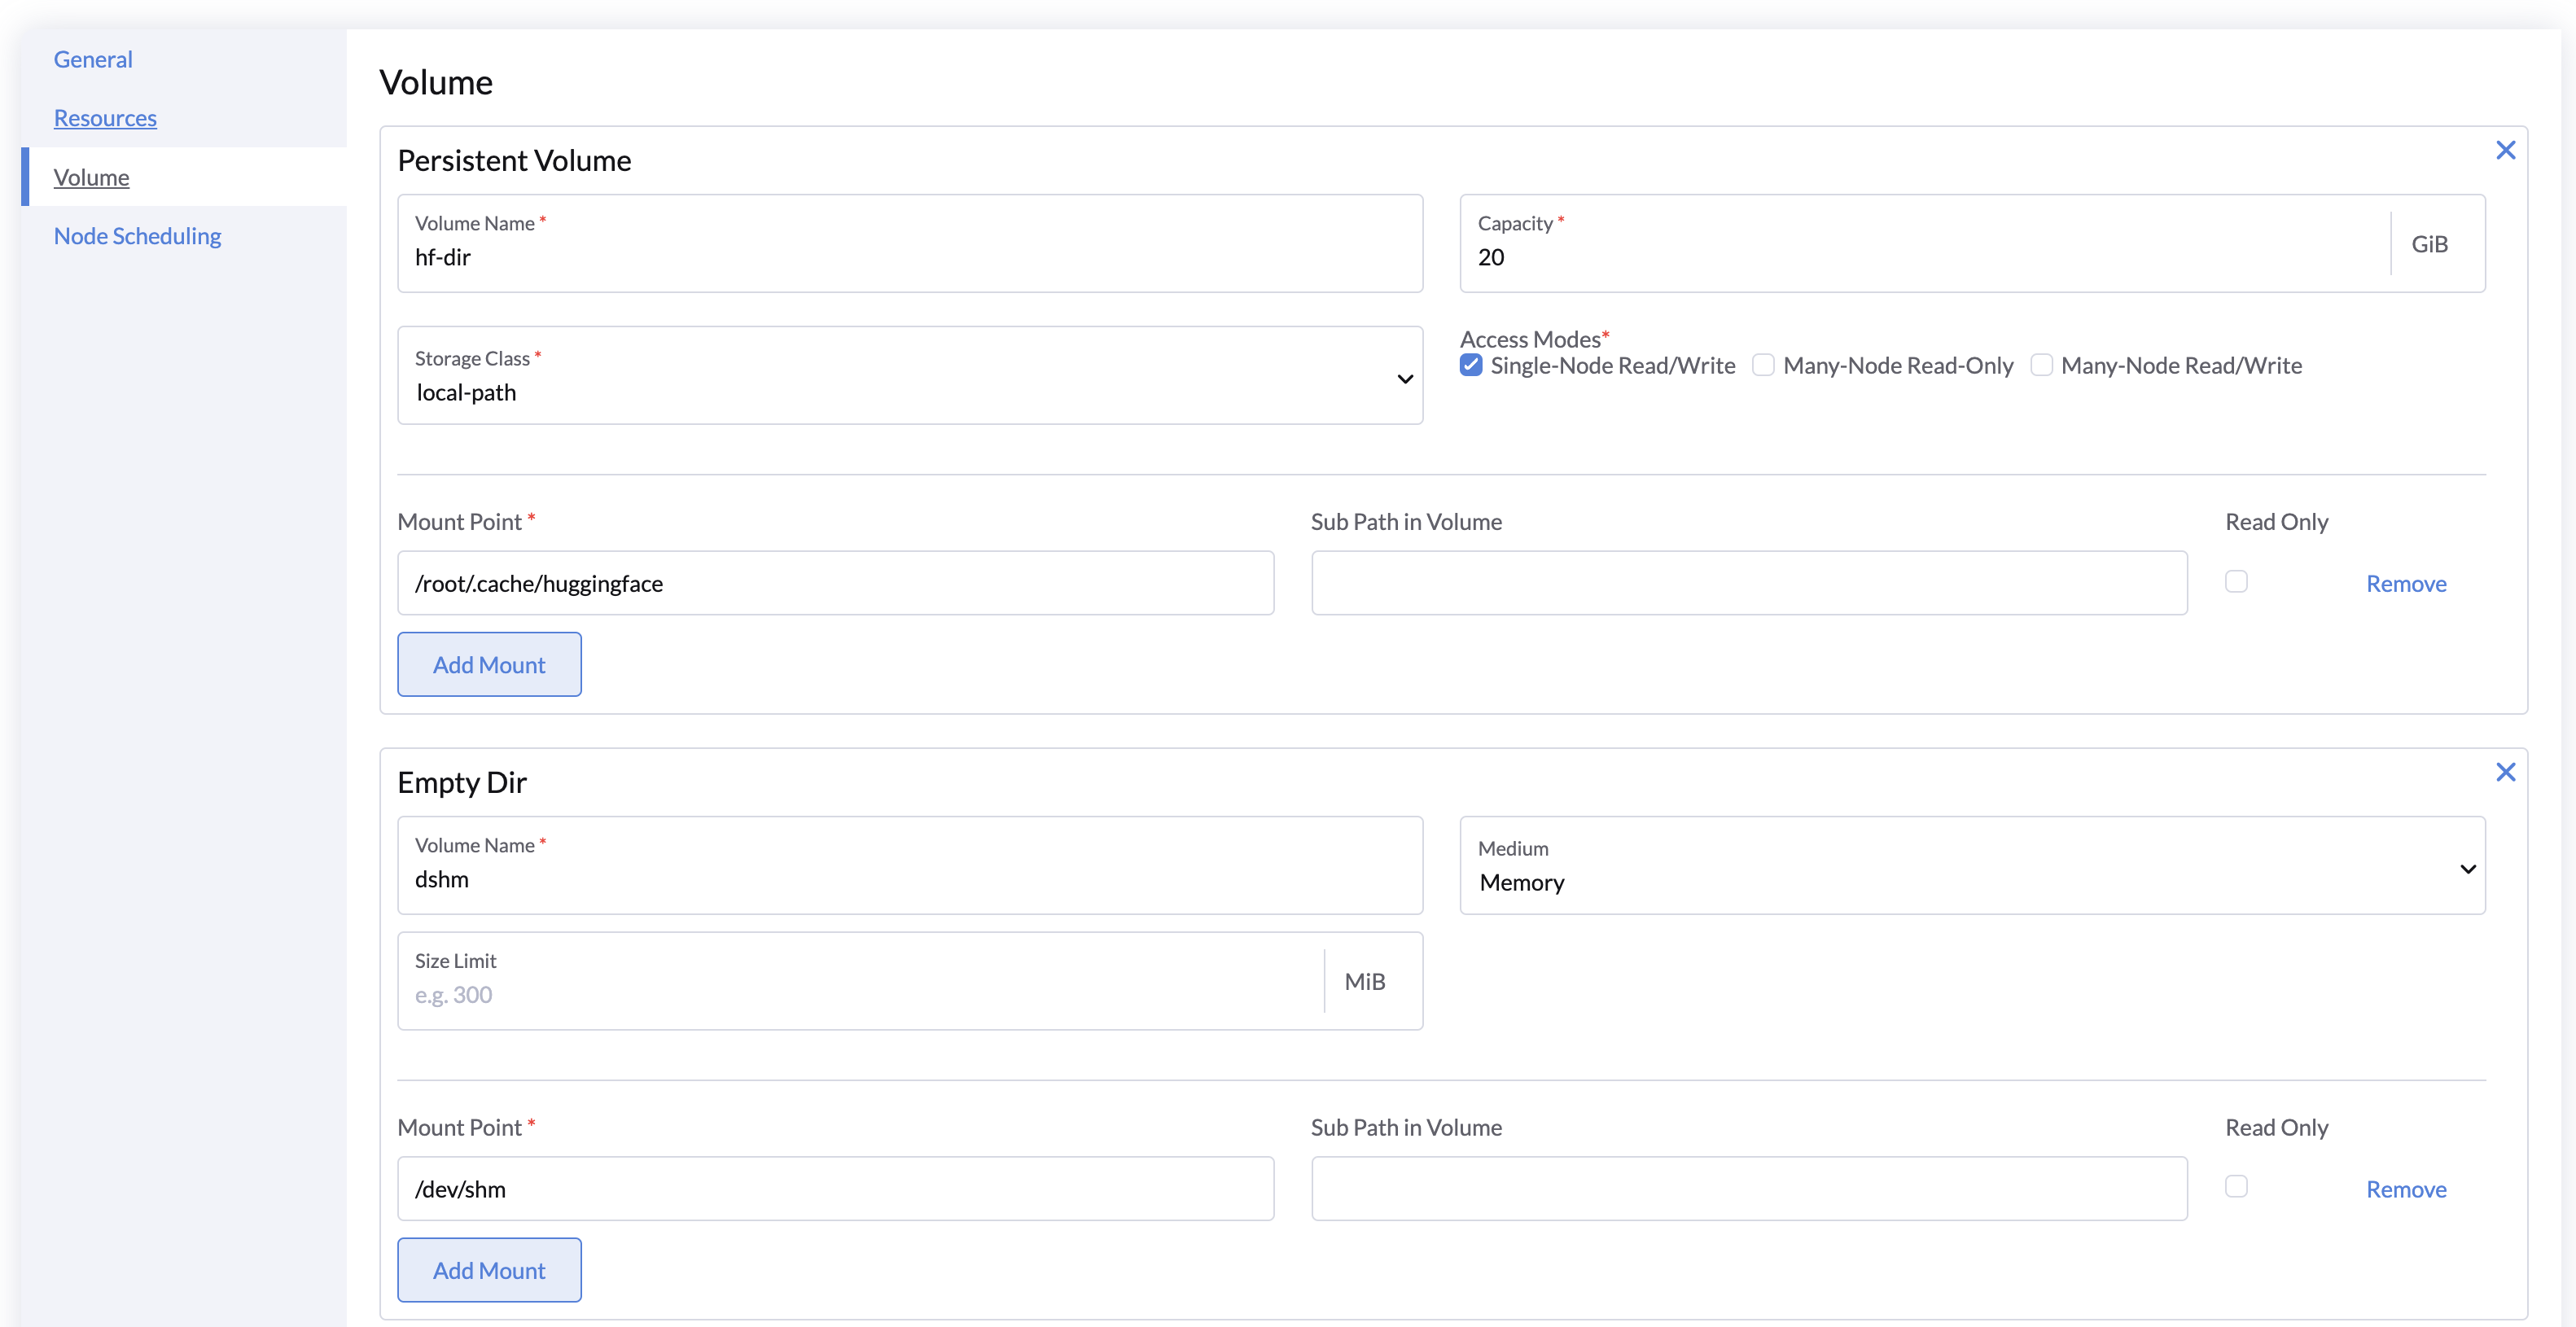 General
Resources
Volume
Node Scheduling
Volume
Persistent Volume
Volume Name *
hf-dir
Capacity *
20
GiB
Storage Class *
local-path
Access Modes*
Single-Node Read/Write Many-Node Read-Only Many-Node Read/Write
Mount Point * Sub Path in Volume Read Only
/root/.cache/huggingface
Remove
Add Mount
Empty Dir
Volume Name *
dshm
Medium
Memory
Size Limit
e.g. 300
MiB
Mount Point * Sub Path in Volume Read Only
/dev/shm
Remove
Add Mount